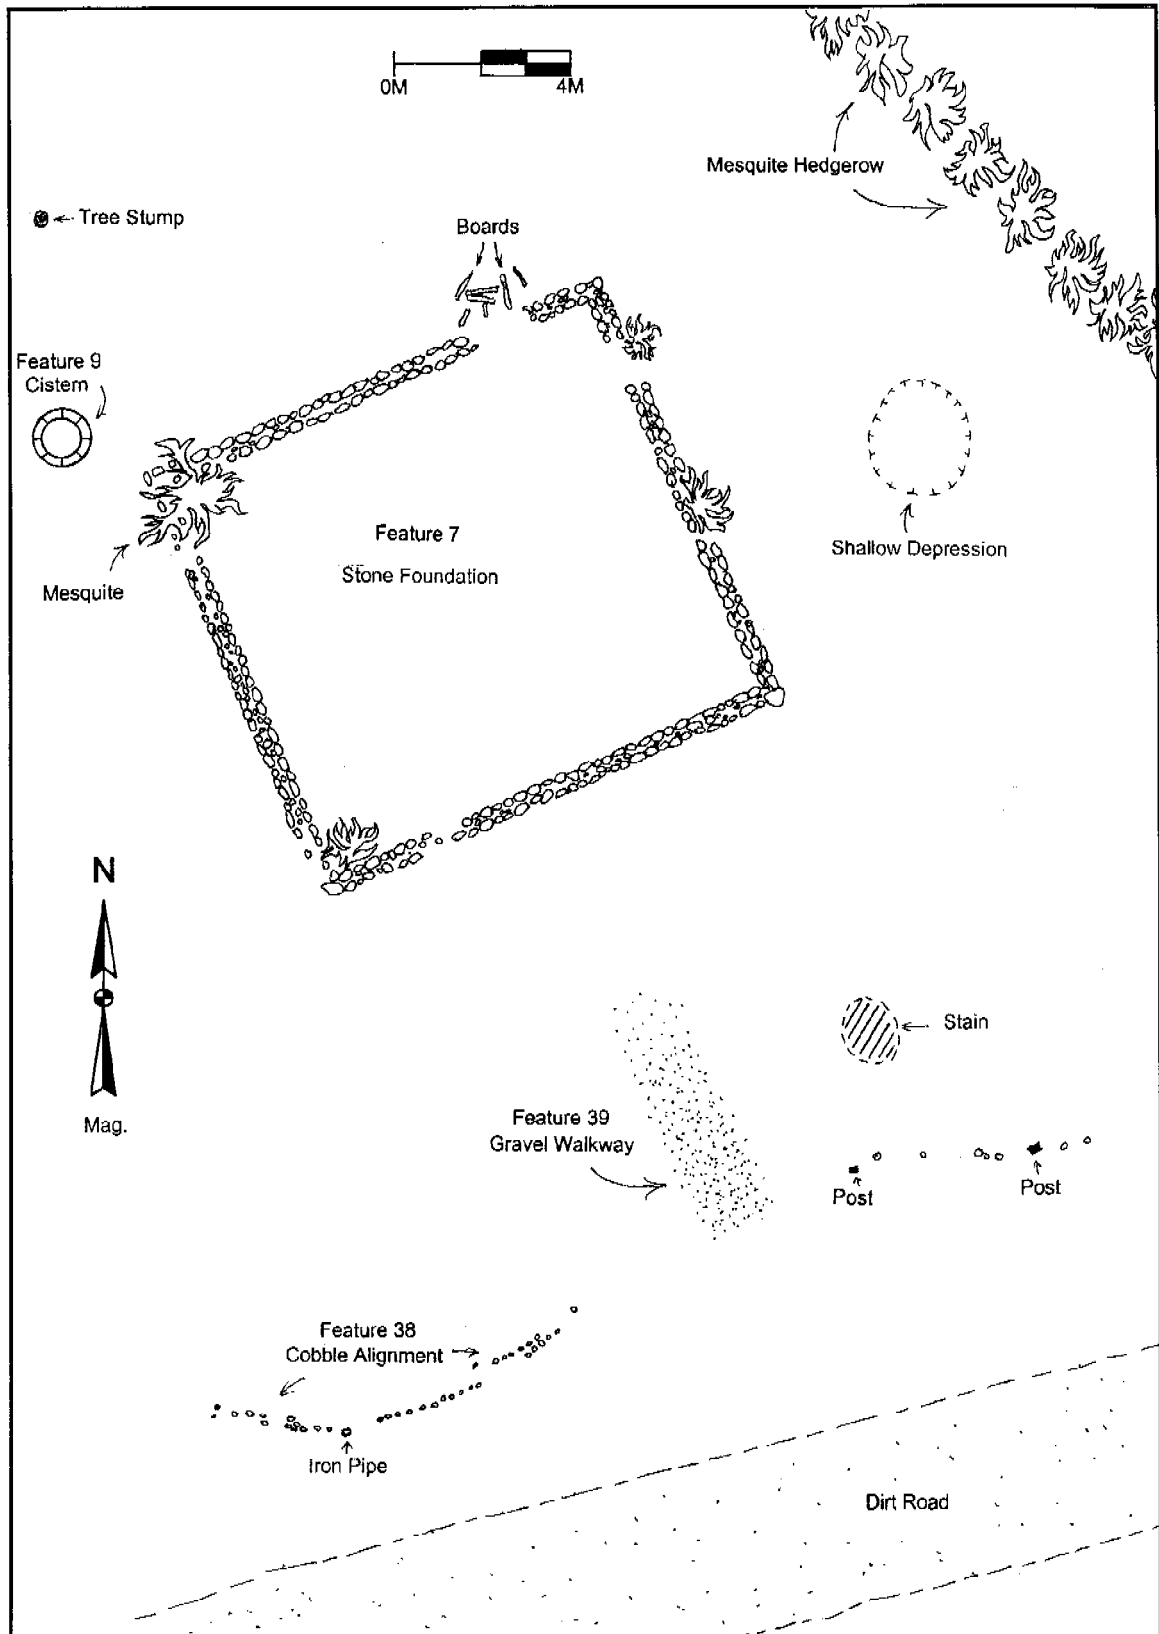 0M 4M
Mesquite Hedgerow
Tree Stump
Boards
Feature 9
Cistern
Feature 7
Stone Foundation
Shallow Depression
Mesquite
N
Mag.
Stain
Feature 39
Gravel Walkway
Post
Post
Feature 38
Cobble Alignment
Iron Pipe
Dirt Road